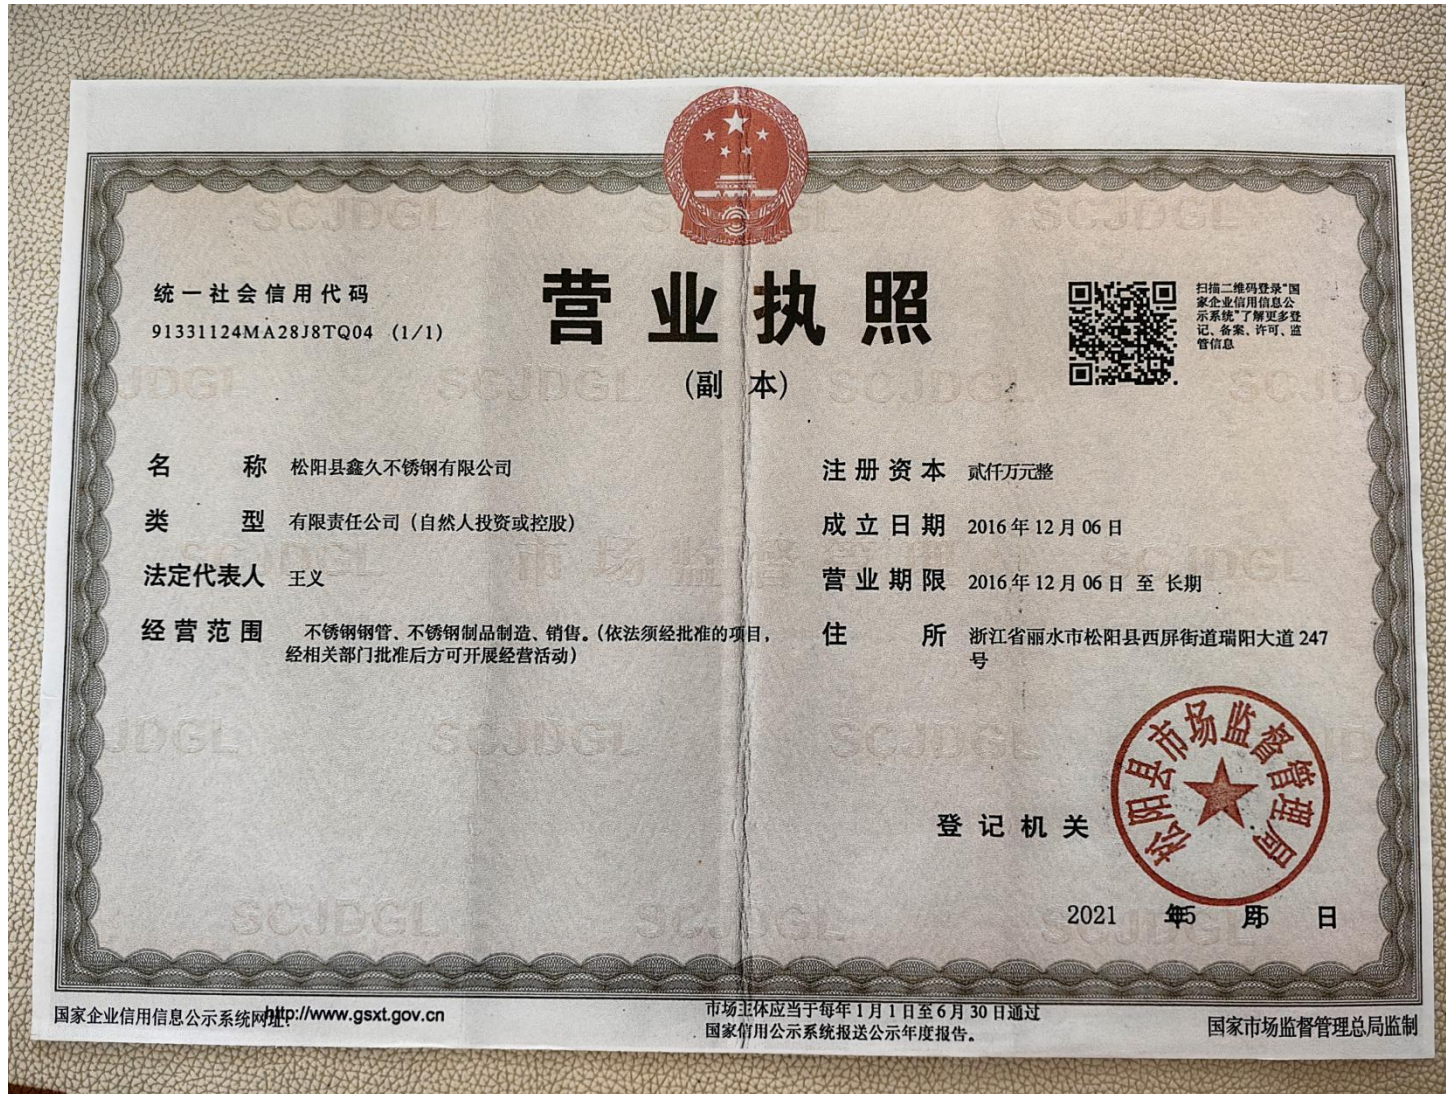 统一社会信用代码
91331124MA28J8TQ04 (1/1)
营业执照
(副 本)
扫描二维码登录“国
家企业信用信息公
示系统”了解更多登
记、备案、许可、监
管信息
名称 松阳县鑫久不锈钢有限公司
类型 有限责任公司（自然人投资或控股）
法定代表人 王义
经营范围 不锈钢钢管、不锈钢制品制造、销售。（依法须经批准的项目，
经相关部门批准后方可开展经营活动）
注册资本 贰仟万元整
成立日期 2016年12月06日
营业期限 2016年12月06日 至 长期
住所 浙江省丽水市松阳县西屏街道瑞阳大道247
号
松阳县市场监督管理局
登记机关
2021 年05 月 日
国家企业信用信息公示系统网址：http://www.gsxt.gov.cn
市场主体应当于每年1月1日至6月30日通过
国家信用公示系统报送公示年度报告。
国家市场监督管理总局监制
SCJDGL
市场监督管理